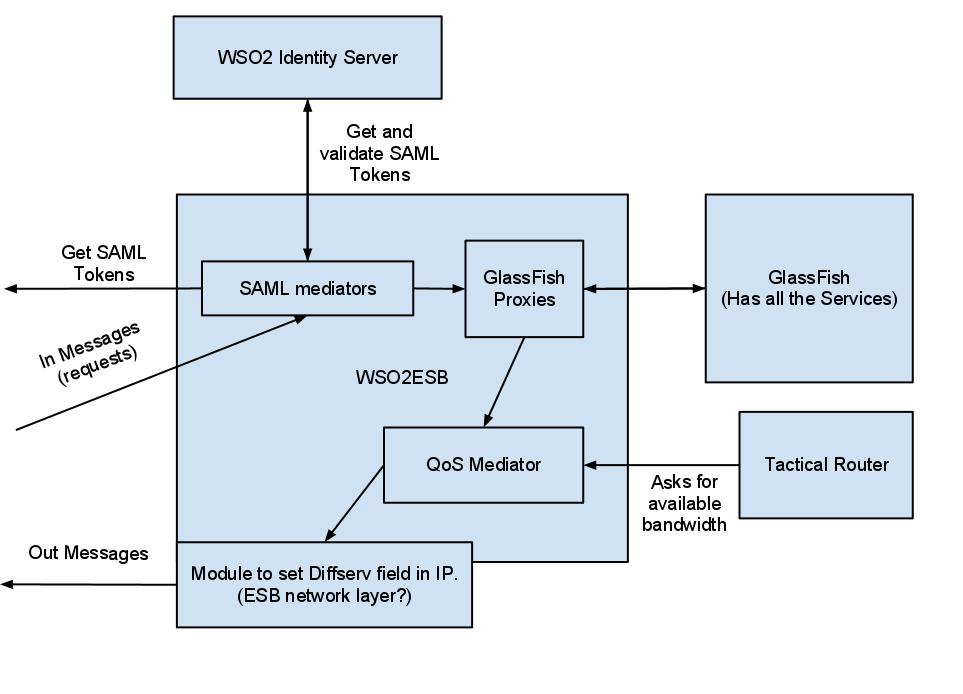 WSO2 Identity Server
Get and
validate SAML
Tokens
Get SAML
Tokens
SAML mediators
GlassFish
Proxies
GlassFish
(Has all the Services)
In Messages
(requests)
WSO2ESB
QoS Mediator
Tactical Router
Asks for
available
bandwidth
Out Messages
Module to set Diffserv field in IP.
(ESB network layer?)